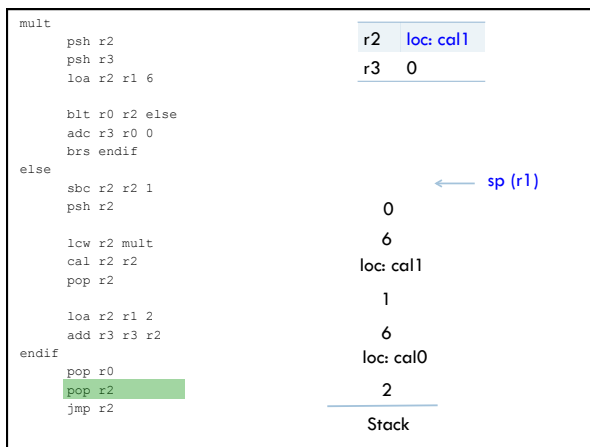 mult
psh r2
psh r3
loa r2 r1 6
blt r0 r2 else
adc r3 r0 0
brs endif
else
sbc r2 r2 1
psh r2
lcw r2 mult
cal r2 r2
pop r2
loa r2 r1 2
add r3 r3 r2
endif
pop r0
pop r2
jmp r2
r2 loc: cal1
r3 0
sp (r1)
0
6
loc: cal1
1
6
loc: cal0
2
Stack